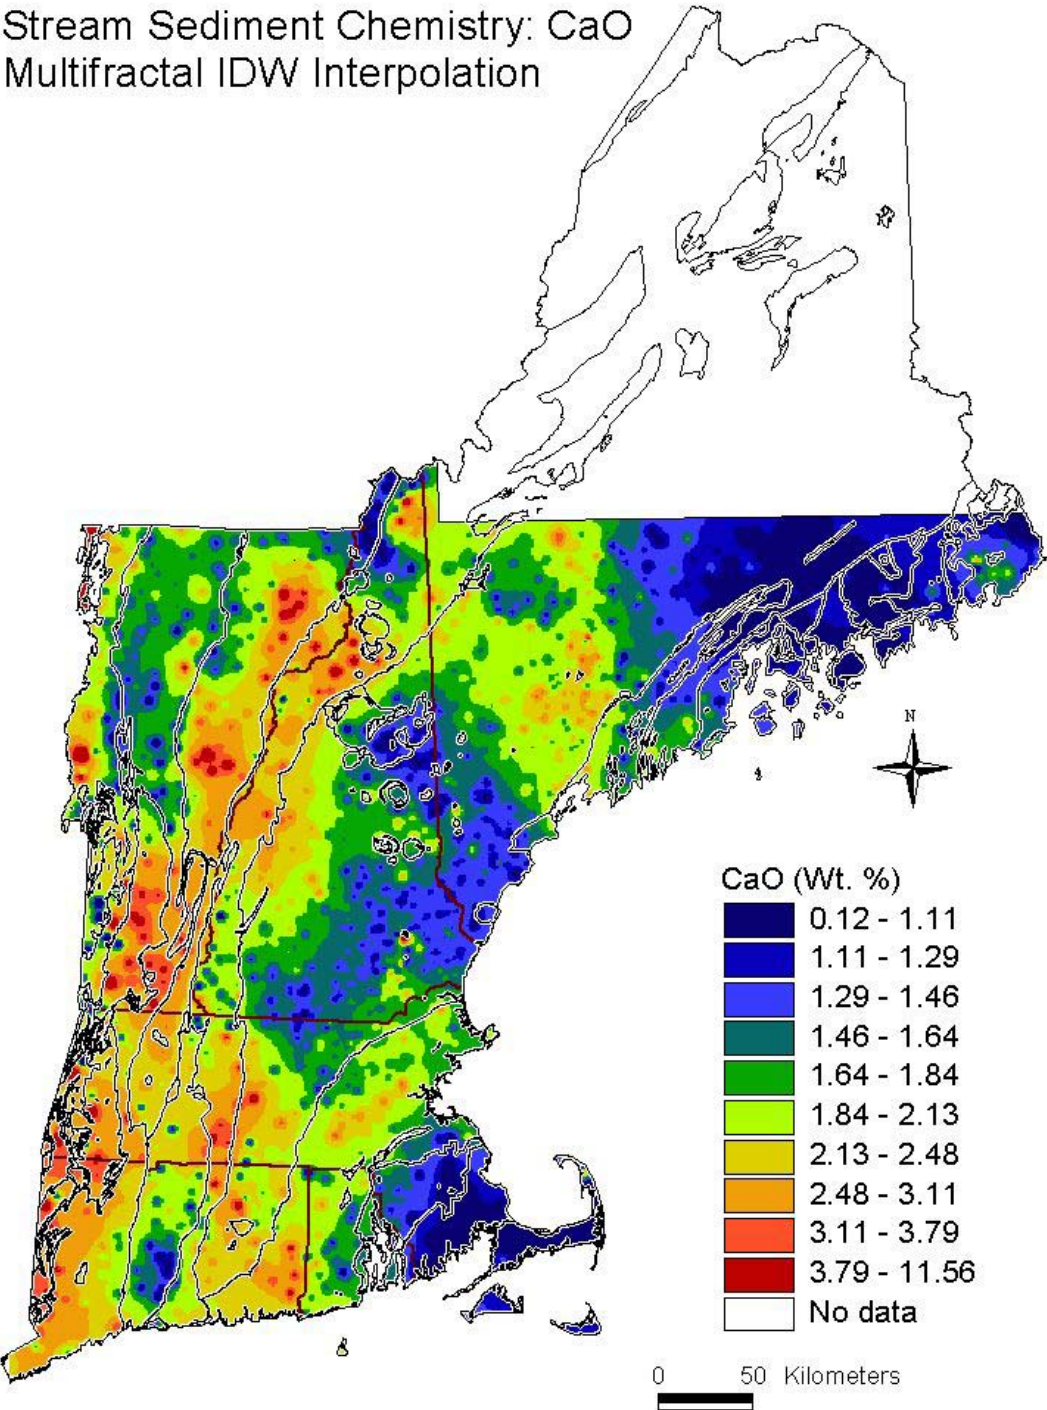 Stream Sediment Chemistry: CaO
Multifractal IDW Interpolation
N
CaO (Wt. %)
0.12 - 1.11
1.11 - 1.29
1.29 - 1.46
1.46 - 1.64
1.64 - 1.84
1.84 - 2.13
2.13 - 2.48
2.48 - 3.11
3.11 - 3.79
3.79 - 11.56
No data
0 50 Kilometers